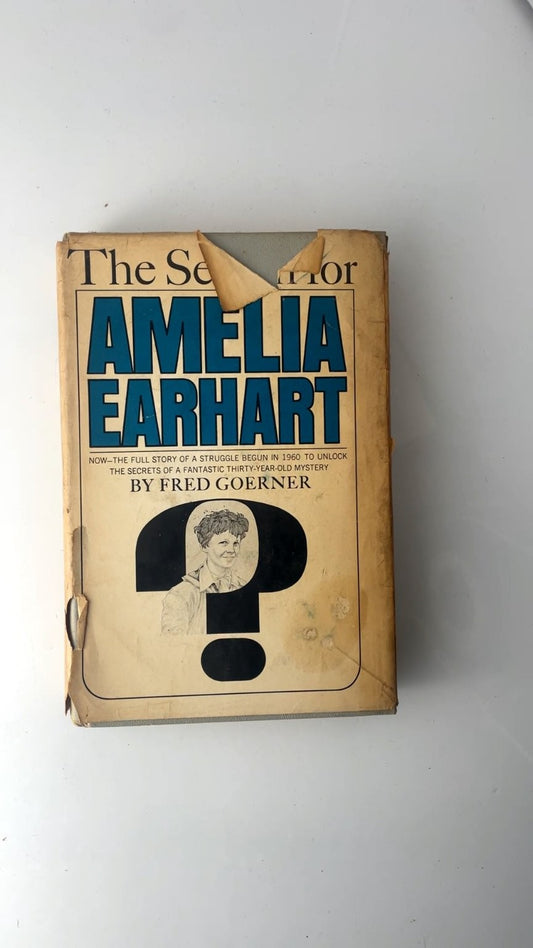 The Se for
AMELIA
EARHART
NOW—THE FULL STORY OF A STRUGGLE BEGUN IN 1960 TO UNLOCK
THE SECRETS OF A FANTASTIC THIRTY-YEAR-OLD MYSTERY
BY FRED GOERNER
?